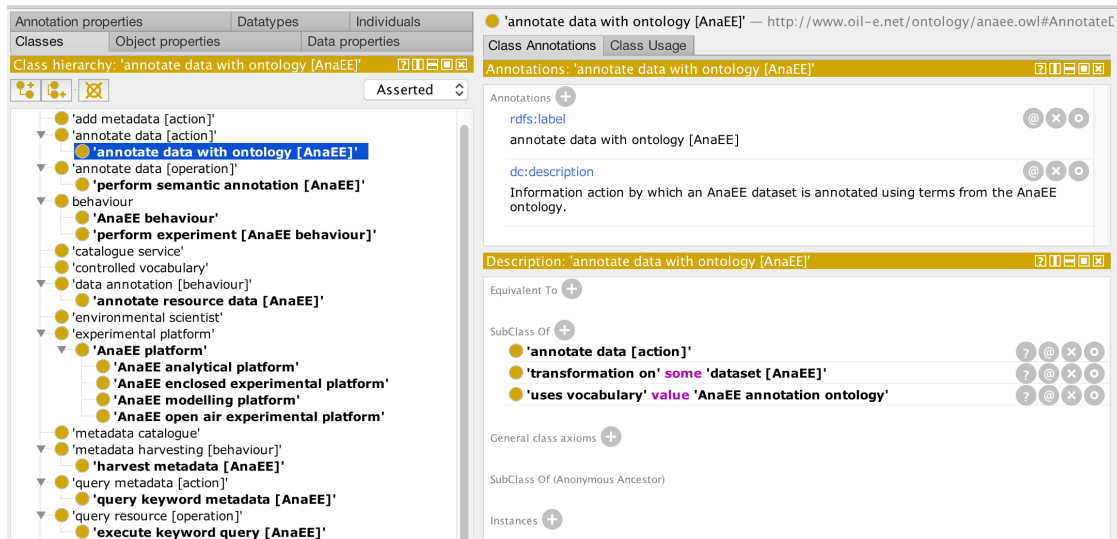 Annotation properties Datatypes Individuals
Classes Object properties Data properties
Class hierarchy: 'annotate data with ontology [AnaEE]'
Asserted
'add metadata [action]'
'annotate data [action]'
'annotate data with ontology [AnaEE]'
'annotate data [operation]'
'perform semantic annotation [AnaEE]'
behaviour
'AnaEE behaviour'
'perform experiment [AnaEE behaviour]'
'catalogue service'
'controlled vocabulary'
'data annotation [behaviour]'
'annotate resource data [AnaEE]'
'environmental scientist'
'experimental platform'
'AnaEE platform'
'AnaEE analytical platform'
'AnaEE enclosed experimental platform'
'AnaEE modelling platform'
'AnaEE open air experimental platform'
'metadata catalogue'
'metadata harvesting [behaviour]'
'harvest metadata [AnaEE]'
'query metadata [action]'
'query keyword metadata [AnaEE]'
'query resource [operation]'
'execute keyword query [AnaEE]'
'annotate data with ontology [AnaEE]' — http://www.oil-e.net/ontology/anaee.owl#AnnotateD
Class Annotations Class Usage
Annotations: 'annotate data with ontology [AnaEE]'
Annotations
rdfs:label
annotate data with ontology [AnaEE]
dc:description
Information action by which an AnaEE dataset is annotated using terms from the AnaEE
ontology.
Description: 'annotate data with ontology [AnaEE]'
Equivalent To
SubClass Of
'annotate data [action]'
'transformation on' some 'dataset [AnaEE]'
'uses vocabulary' value 'AnaEE annotation ontology'
General class axioms
SubClass Of (Anonymous Ancestor)
Instances